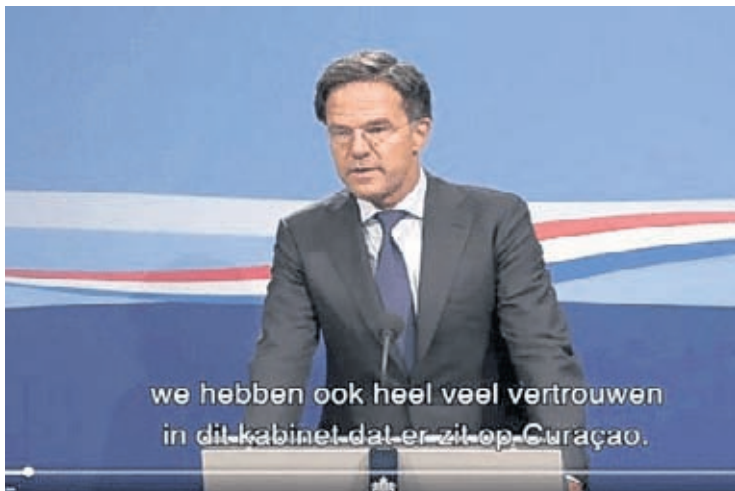 we hebben ook heel veel vertrouwen
in dit kabinet dat er zit op Curaçao.